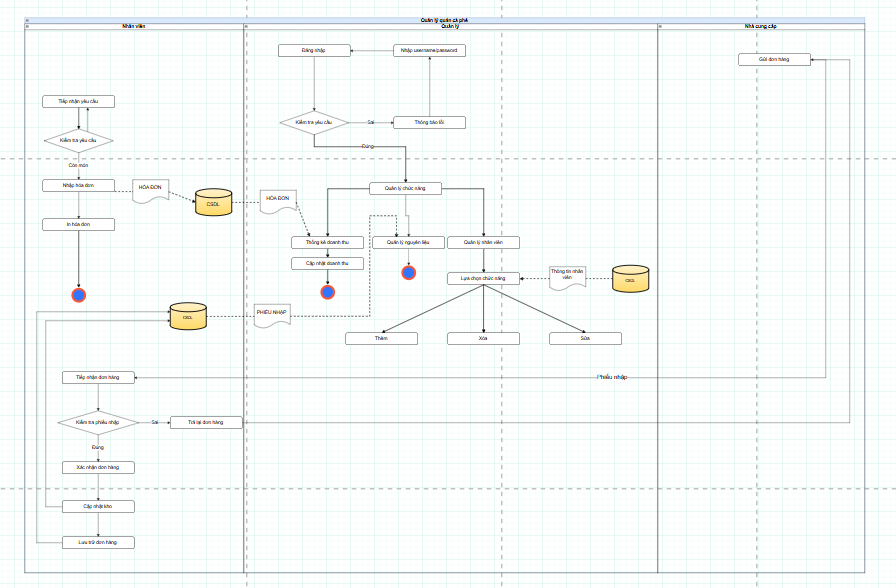 Quản lý quán cà phê
Nhân viên
Quản lý
Nhà cung cấp
Đăng nhập
Nhập username/password
Gửi đơn hàng
Tiếp nhận yêu cầu
Kiểm tra yêu cầu
Sai
Thông báo lỗi
Kiểm tra yêu cầu
Đúng
Còn món
Nhập hóa đơn
HÓA ĐƠN
CSDL
HÓA ĐƠN
Quản lý chức năng
In hóa đơn
Thống kê doanh thu
Quản lý nguyên liệu
Quản lý nhân viên
Cập nhật doanh thu
Lựa chọn chức năng
Thông tin nhân
viên
CSDL
CSDL
PHIẾU NHẬP
Thêm
Xóa
Sửa
Tiếp nhận đơn hàng
Phiếu nhập
Kiểm tra phiếu nhập
Sai
Trả lại đơn hàng
Đúng
Xác nhận đơn hàng
Cập nhật kho
Lưu trữ đơn hàng